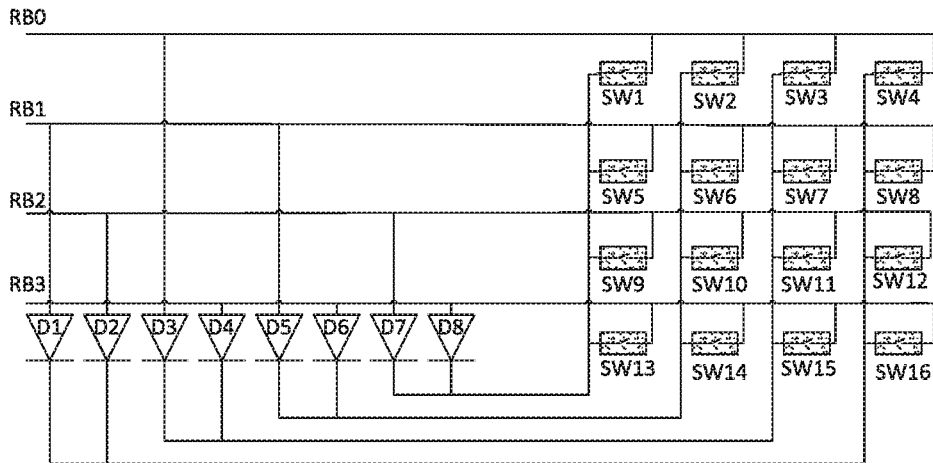 RB0
SW1 SW2 SW3 SW4
RB1
SW5 SW6 SW7 SW8
RB2
SW9 SW10 SW11 SW12
RB3
D1 D2 D3 D4 D5 D6 D7 D8
SW13 SW14 SW15 SW16